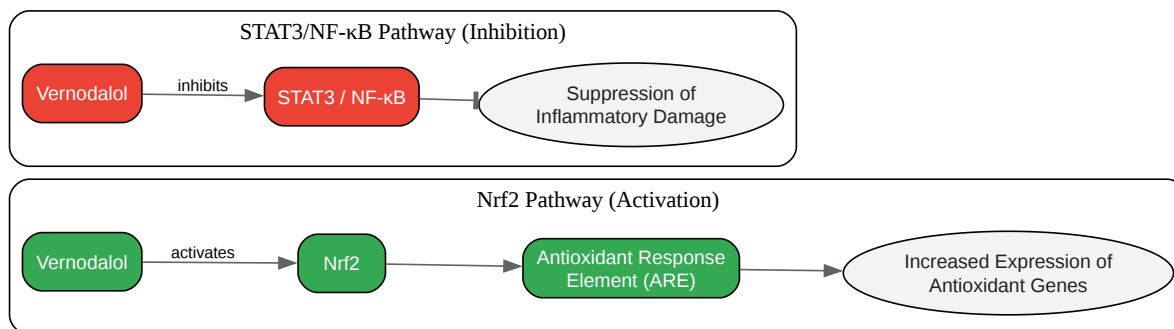 STAT3/NF-κB Pathway (Inhibition)
Vernodalol
inhibits
STAT3 / NF-κB
Suppression of
Inflammatory Damage
Nrf2 Pathway (Activation)
Vernodalol
activates
Nrf2
Antioxidant Response
Element (ARE)
Increased Expression of
Antioxidant Genes